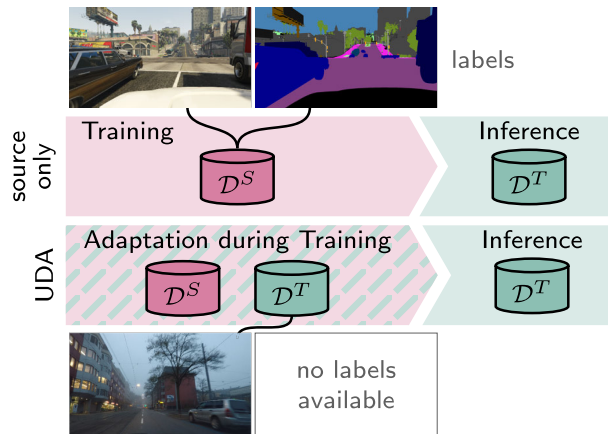 labels
source only
Training
Inference
𝒟^S
𝒟^T
UDA
Adaptation during Training
Inference
𝒟^S
𝒟^T
𝒟^T
no labels
available